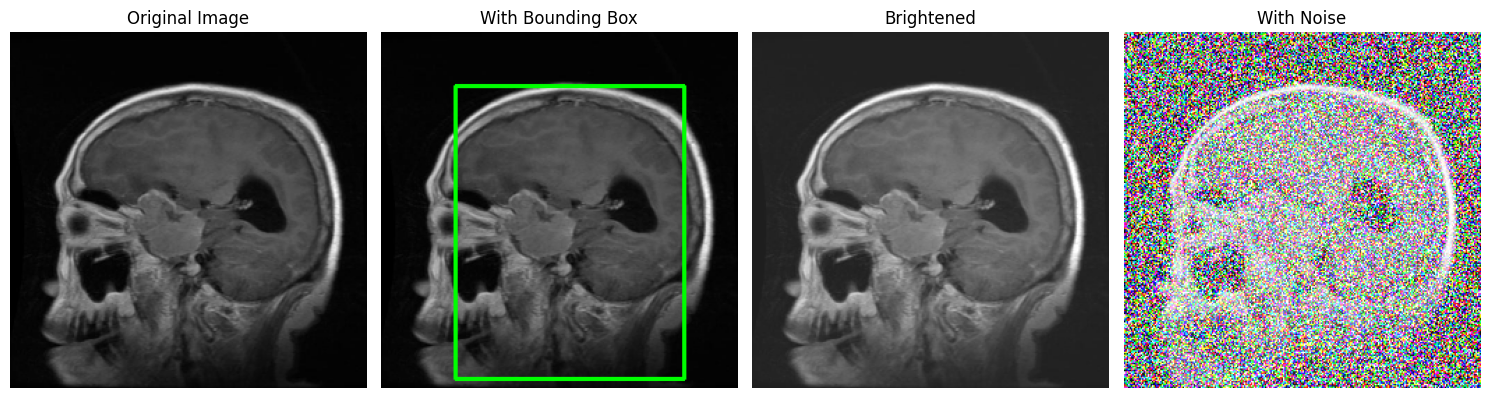 Original Image
With Bounding Box
Brightened
With Noise